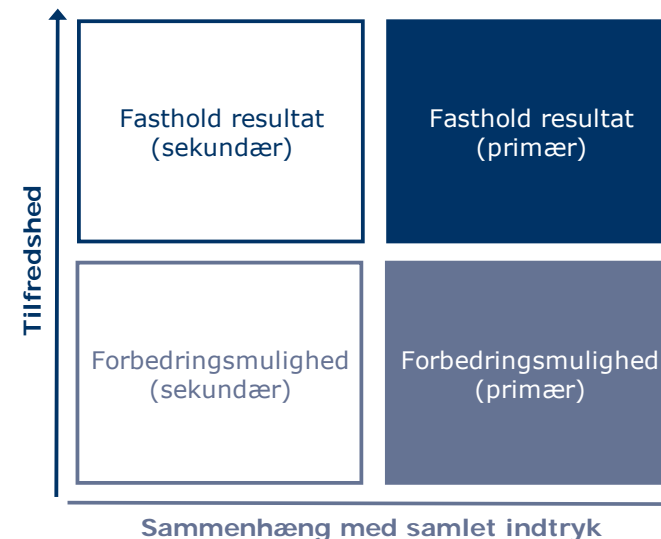 Tilfredshed
Fasthold resultat
(sekundær)
Fasthold resultat
(primær)
Forbedringsmulighed
(sekundær)
Forbedringsmulighed
(primær)
Sammenhæng med samlet indtryk